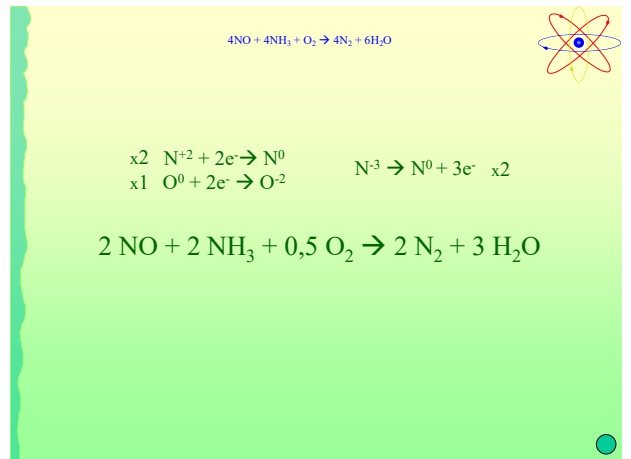 4NO + 4NH₃ + O₂ → 4N₂ + 6H₂O
x2 N⁺² + 2e⁻→ N⁰
x1 O⁰ + 2e⁻ → O⁻²
N⁻³ → N⁰ + 3e⁻ x2
2 NO + 2 NH₃ + 0,5 O₂ → 2 N₂ + 3 H₂O